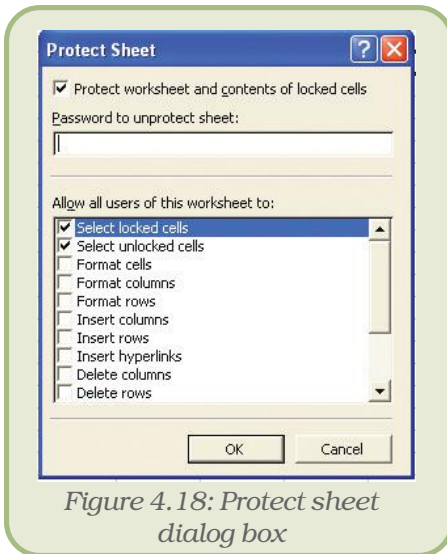 Protect Sheet
Protect worksheet and contents of locked cells
Password to unprotect sheet:
Allow all users of this worksheet to:
Select locked cells
Select unlocked cells
Format cells
Format columns
Format rows
Insert columns
Insert rows
Insert hyperlinks
Delete columns
Delete rows
OK Cancel
Figure 4.18: Protect sheet
dialog box